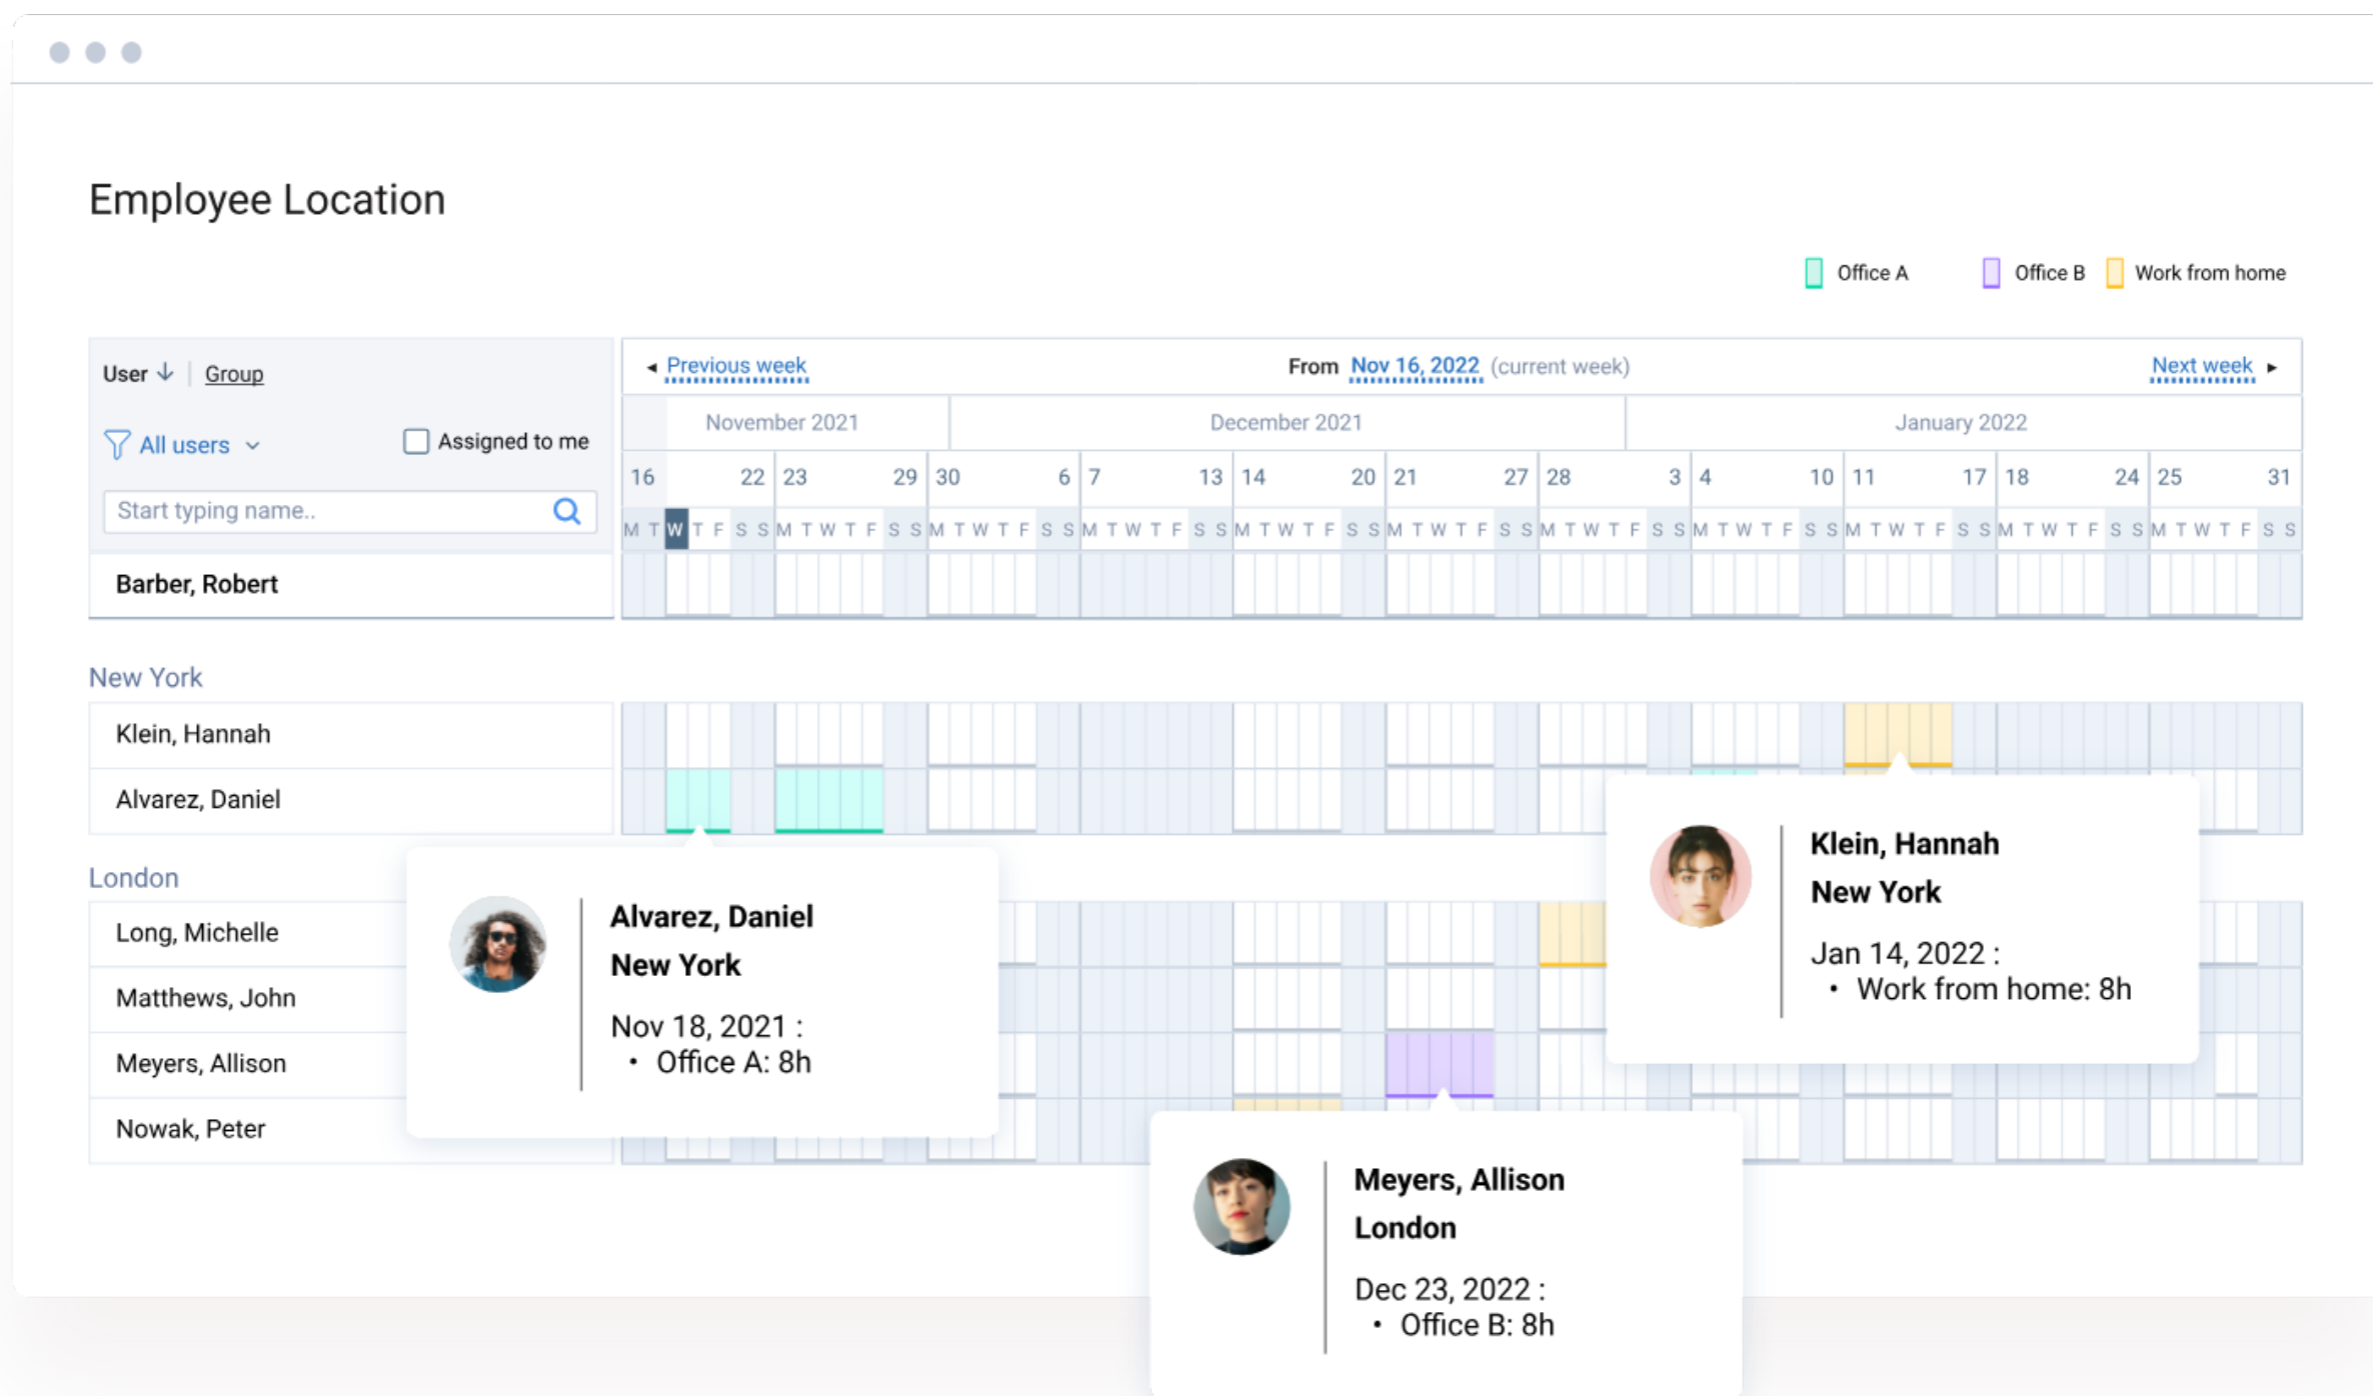 Employee Location
Office A Office B Work from home
User ↓ | Group
All users
Assigned to me
Start typing name..
◂ Previous week From Nov 16, 2022 (current week) Next week ▸
November 2021 December 2021 January 2022
16 22 23 29 30 6 7 13 14 20 21 27 28 3 4 10 11 17 18 24 25 31
M T W T F S S M T W T F S S M T W T F S S M T W T F S S M T W T F S S M T W T F S S M T W T F S S M T W T F S S M T W T F S S M T W T F S S M T W T F S S
Barber, Robert
New York
Klein, Hannah
Alvarez, Daniel
London
Long, Michelle
Matthews, John
Meyers, Allison
Nowak, Peter
Alvarez, Daniel
New York
Nov 18, 2021 :
• Office A: 8h
Klein, Hannah
New York
Jan 14, 2022 :
• Work from home: 8h
Meyers, Allison
London
Dec 23, 2022 :
• Office B: 8h